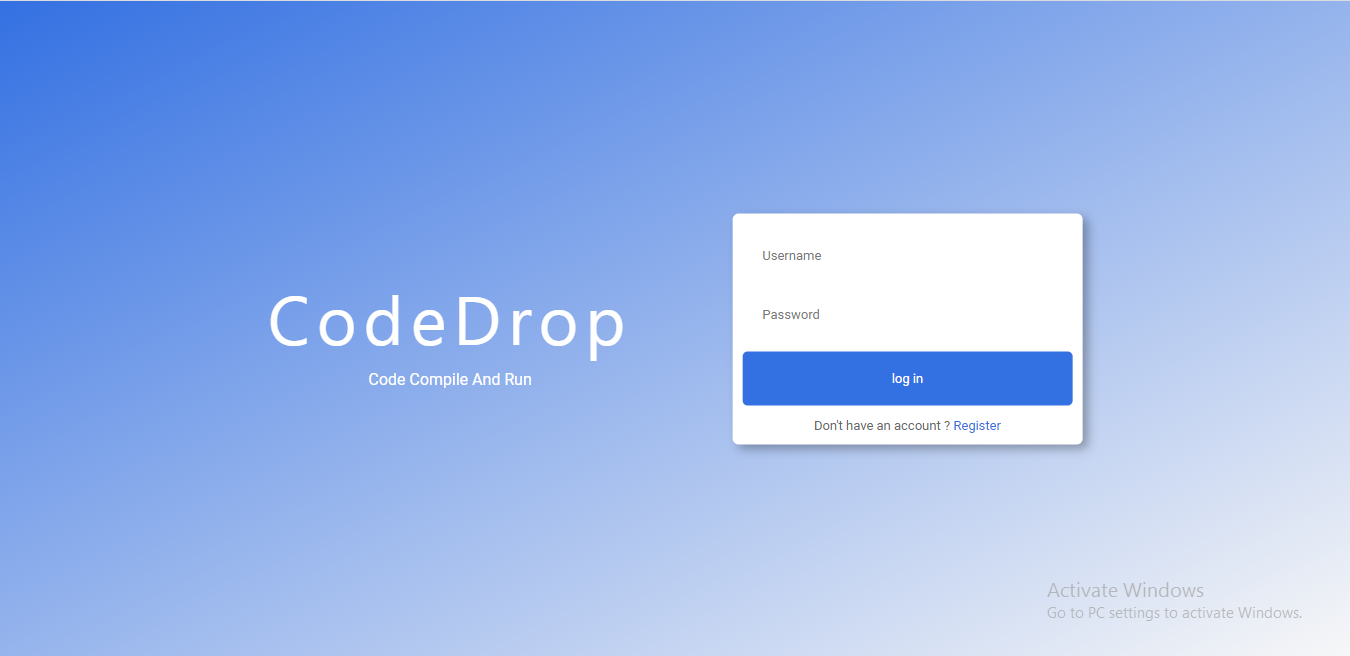 CodeDrop
Code Compile And Run
Username
Password
log in
Don't have an account ? Register
Activate Windows
Go to PC settings to activate Windows.